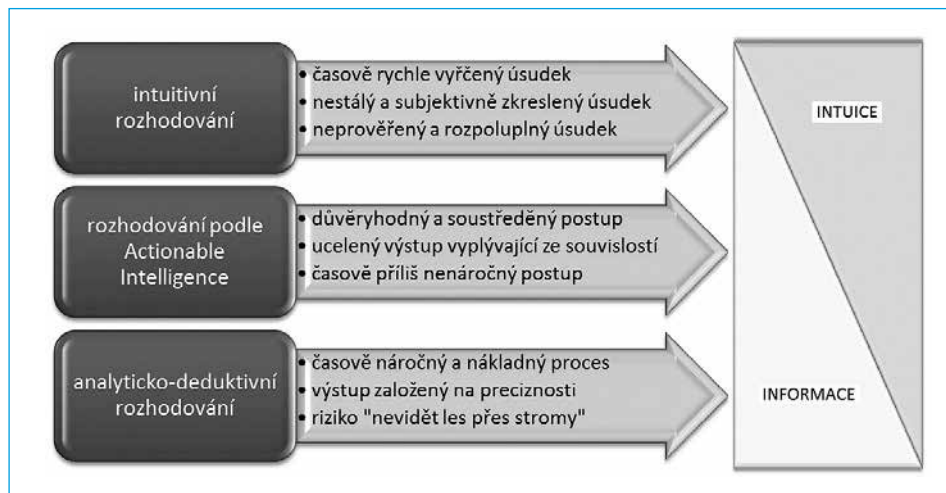 intuitivní
rozhodování
• časově rychle vyřčený úsudek
• nestálý a subjektivně zkreslený úsudek
• neprověřený a rozpoluplný úsudek
INTUICE
rozhodování podle
Actionable
Intelligence
• důvěryhodný a soustředěný postup
• ucelený výstup vyplývající ze souvislostí
• časově příliš nenáročný postup
analyticko-deduktivní
rozhodování
• časově náročný a nákladný proces
• výstup založený na preciznosti
• riziko "nevidět les přes stromy"
INFORMACE